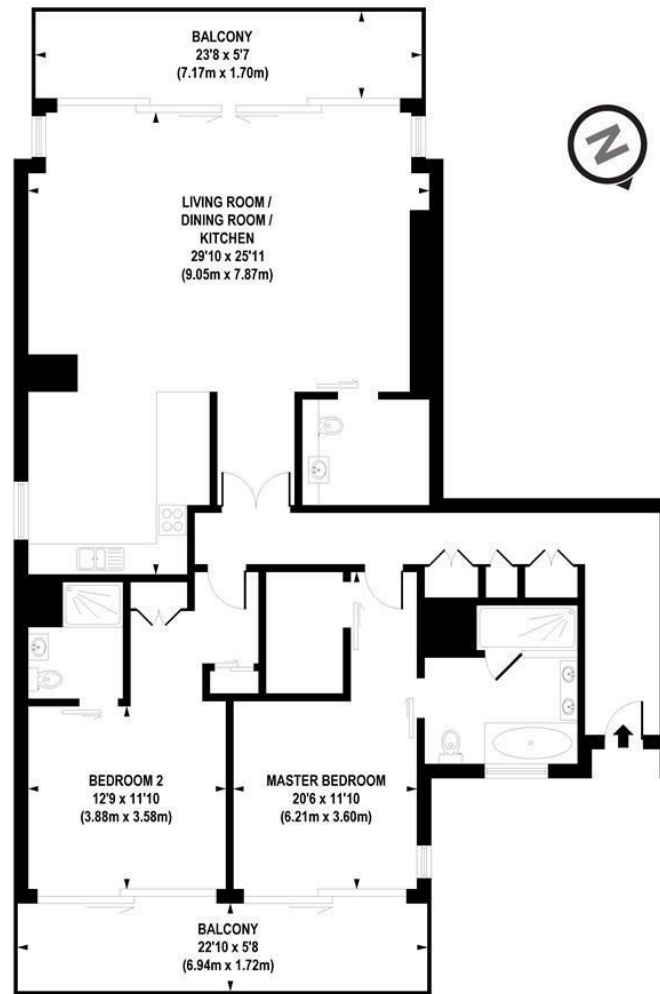 BALCONY
23'8 x 5'7
(7.17m x 1.70m)
N
LIVING ROOM /
DINING ROOM /
KITCHEN
29'10 x 25'11
(9.05m x 7.87m)
BEDROOM 2
12'9 x 11'10
(3.88m x 3.58m)
MASTER BEDROOM
20'6 x 11'10
(6.21m x 3.60m)
BALCONY
22'10 x 5'8
(6.94m x 1.72m)